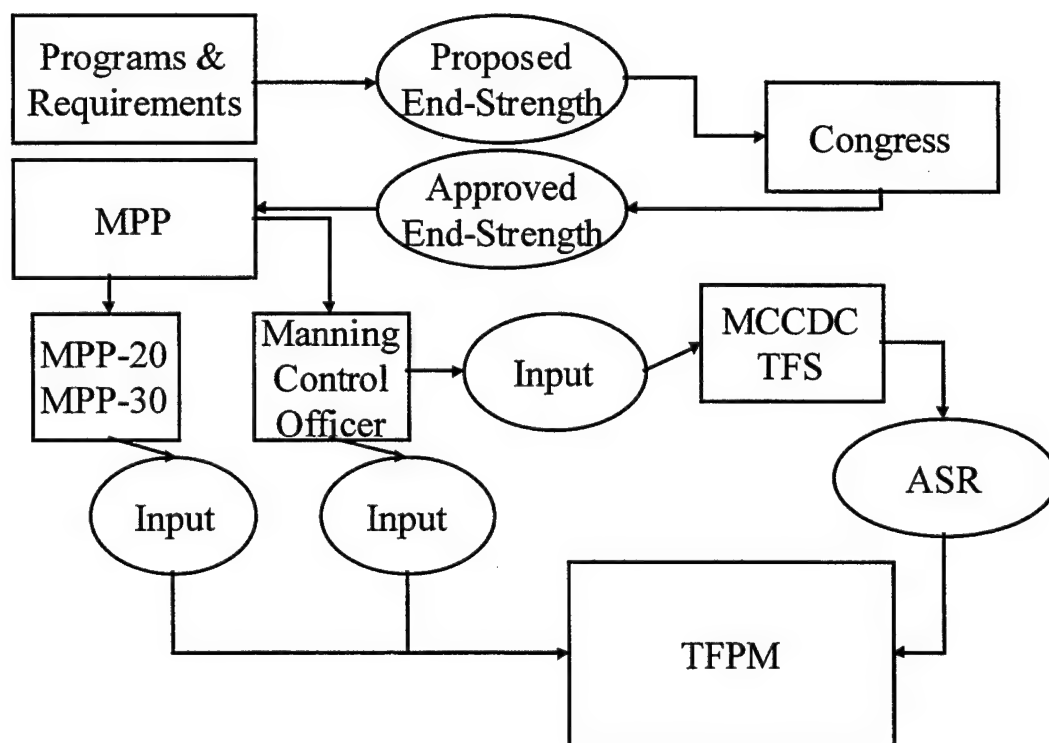 Programs &
Requirements
Proposed
End-Strength
Congress
MPP
Approved
End-Strength
MPP-20
MPP-30
Manning
Control
Officer
Input
MCCDC
TFS
Input
Input
ASR
TFPM